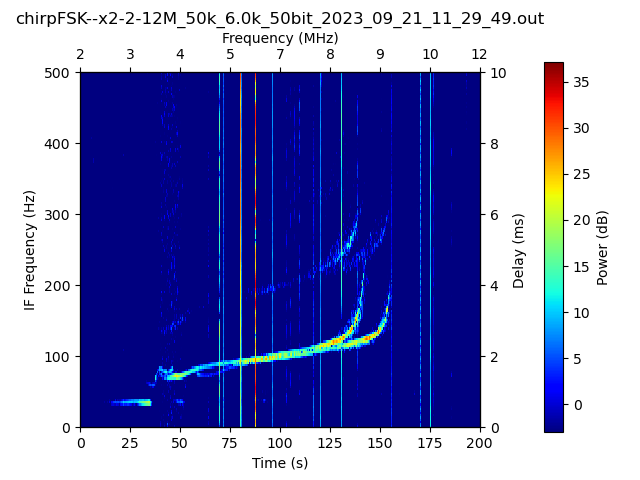 chirpFSK--x2-2-12M_50k_6.0k_50bit_2023_09_21_11_29_49.out
Frequency (MHz)
2 3 4 5 6 7 8 9 10 12
500 400 300 200 100 0
IF Frequency (Hz)
0 25 50 75 100 125 150 175 200
Time (s)
10 8 6 4 2 0
Delay (ms)
35 30 25 20 15 10 5 0
Power (dB)